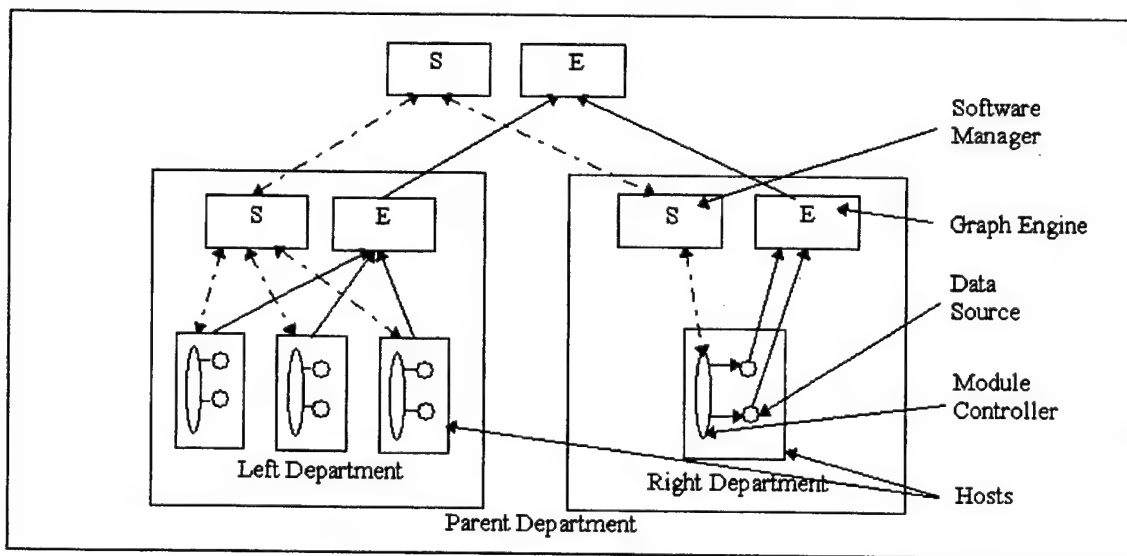 S
E
Software
Manager
S
E
S
E
Graph Engine
Data
Source
Module
Controller
Left Department
Right Department
Hosts
Parent Department